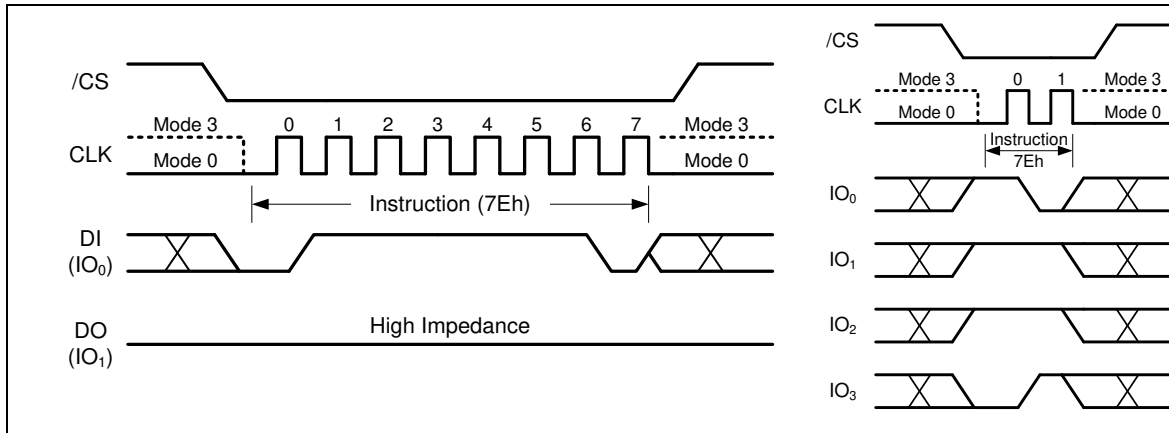 /CS
Mode 3 0 1 2 3 4 5 6 7 Mode 3
CLK Mode 0 Mode 0
Instruction (7Eh)
DI
(IO₀)
DO
(IO₁)
High Impedance
/CS
Mode 3 0 1 Mode 3
CLK Mode 0 Mode 0
Instruction
7Eh
IO₀
IO₁
IO₂
IO₃